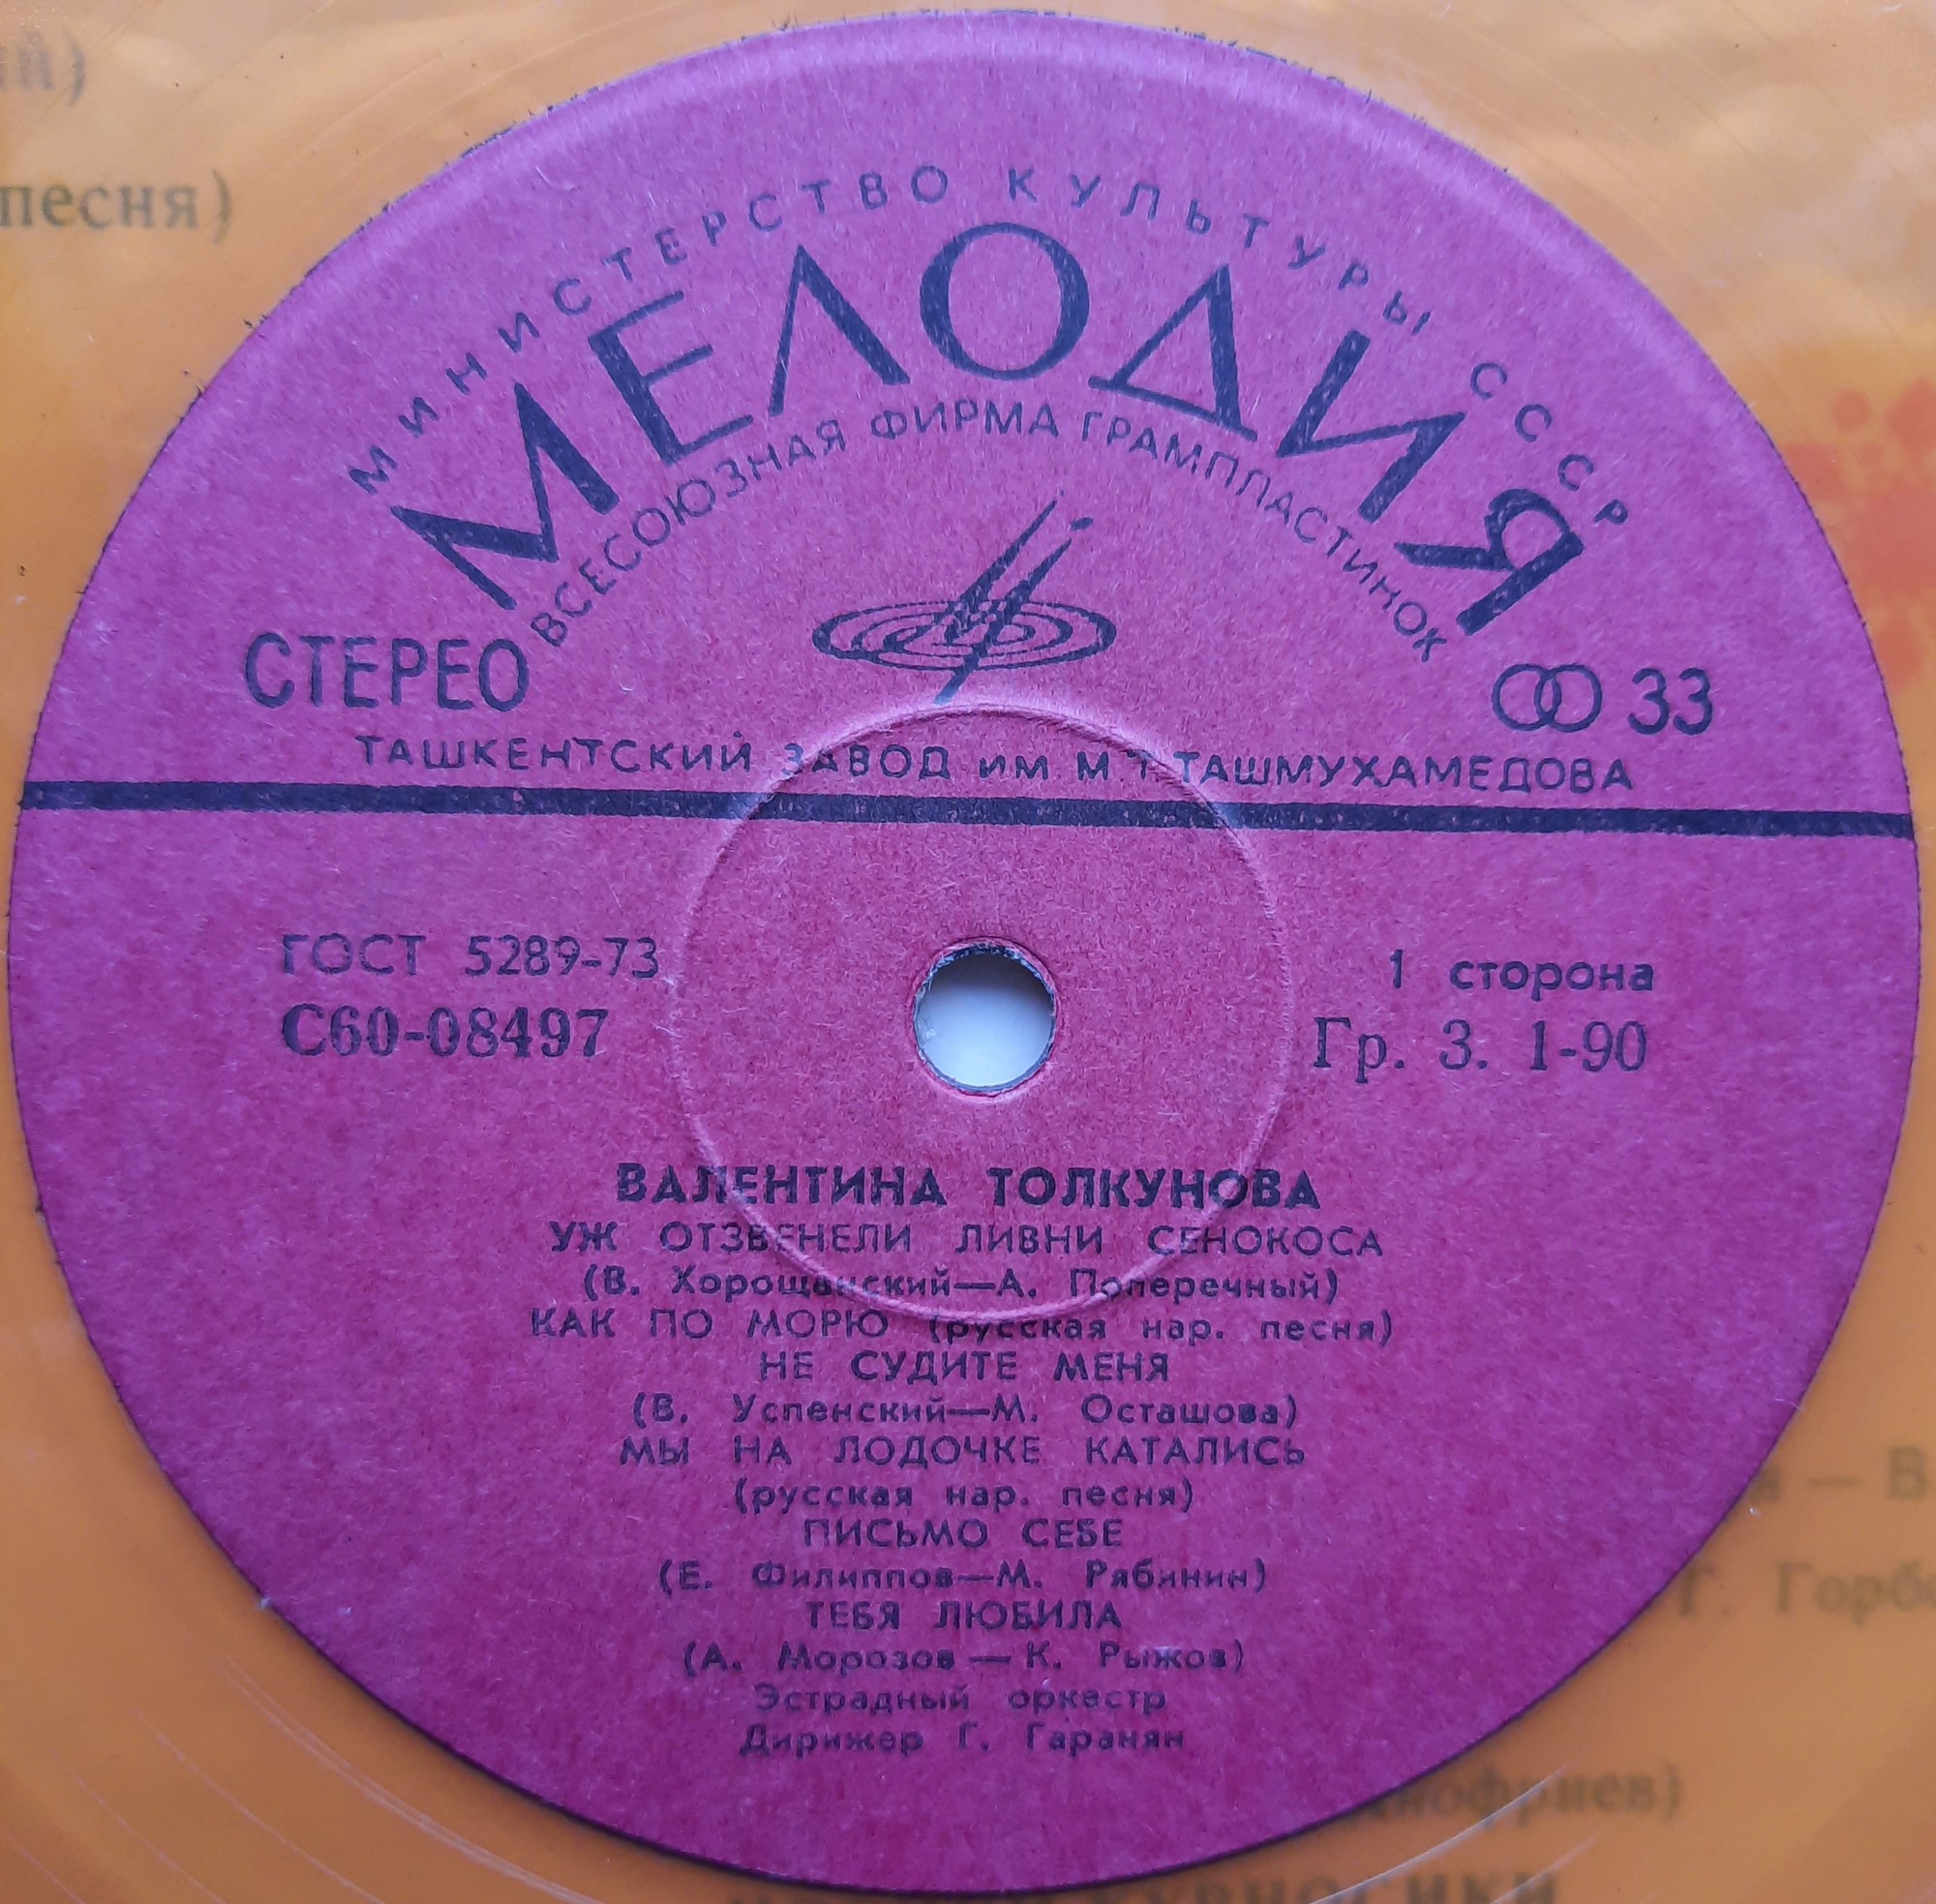 й)
песня)
МИНИСТЕРСТВО КУЛЬТУРЫ СССР
МЕЛОДИЯ
ВСЕСОЮЗНАЯ ФИРМА ГРАМПЛАСТИНОК
СТЕРЕО
33
ТАШКЕНТСКИЙ ЗАВОД ИМ М.Т.ТАШМУХАМЕДОВА
ГОСТ 5289-73
1 сторона
С60-08497
Гр. 3. 1-90
ВАЛЕНТИНА ТОЛКУНОВА
УЖ ОТЗВЕНЕЛИ ЛИВНИ СЕНОКОСА
(В. Хорощанский—А. Поперечный)
КАК ПО МОРЮ (русская нар. песня)
НЕ СУДИТЕ МЕНЯ
(В. Успенский—М. Осташова)
МЫ НА ЛОДОЧКЕ КАТАЛИСЬ
(русская нар. песня)
ПИСЬМО СЕБЕ
(Е. Филиппов—М. Рябинин)
ТЕБЯ ЛЮБИЛА
(А. Морозов — К. Рыжов)
Эстрадный оркестр
Дирижер Г. Гаранян
— В
Г. Горб